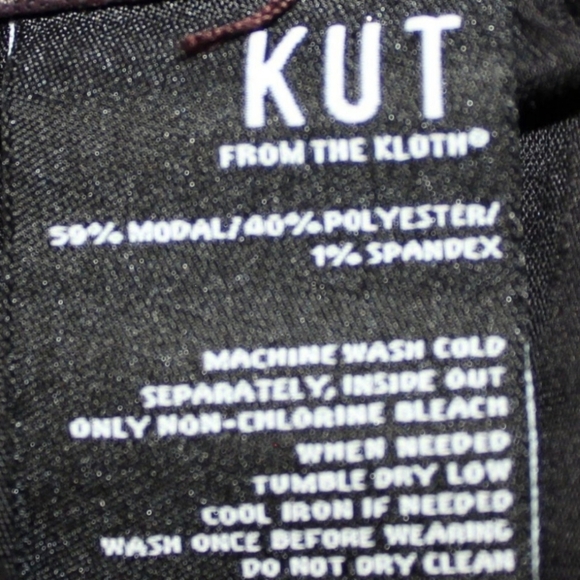 KUT
FROM THE KLOTH®
59% MODAL/40% POLYESTER/
1% SPANDEX
MACHINE WASH COLD
SEPARATELY, INSIDE OUT
ONLY NON-CHLORINE BLEACH
WHEN NEEDED
TUMBLE DRY LOW
COOL IRON IF NEEDED
WASH ONCE BEFORE WEARING
DO NOT DRY CLEAN